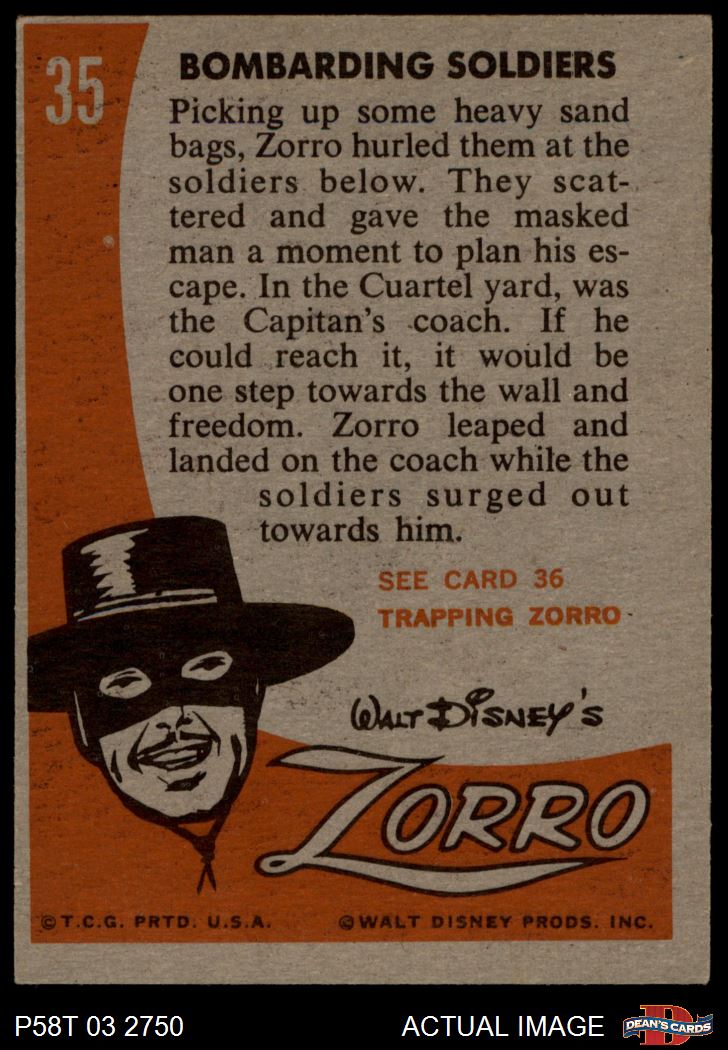 35
BOMBARDING SOLDIERS
Picking up some heavy sand
bags, Zorro hurled them at the
soldiers below. They scat-
tered and gave the masked
man a moment to plan his es-
cape. In the Cuartel yard, was
the Capitan's coach. If he
could reach it, it would be
one step towards the wall and
freedom. Zorro leaped and
landed on the coach while the
soldiers surged out
towards him.
SEE CARD 36
TRAPPING ZORRO
WALT DISNEY'S
ZORRO
© T.C.G. PRTD. U.S.A.
© WALT DISNEY PRODS. INC.
P58T 03 2750
ACTUAL IMAGE
D
DEAN'S CARDS